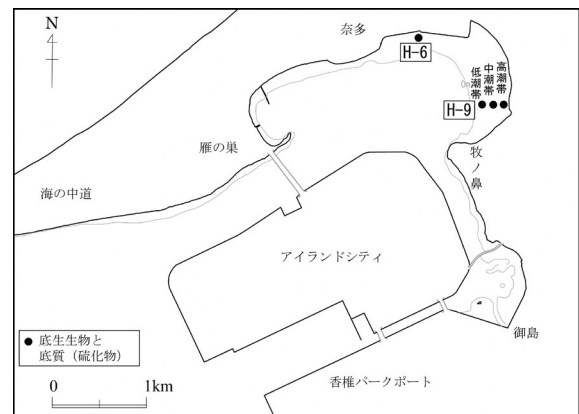 N
奈多
H-6
高潮帯
中潮帯
低潮帯
0m
H-9
雁の巣
牧ノ鼻
海の中道
アイランドシティ
● 底生生物と
底質（硫化物）
御島
0 1km
香椎パークポート